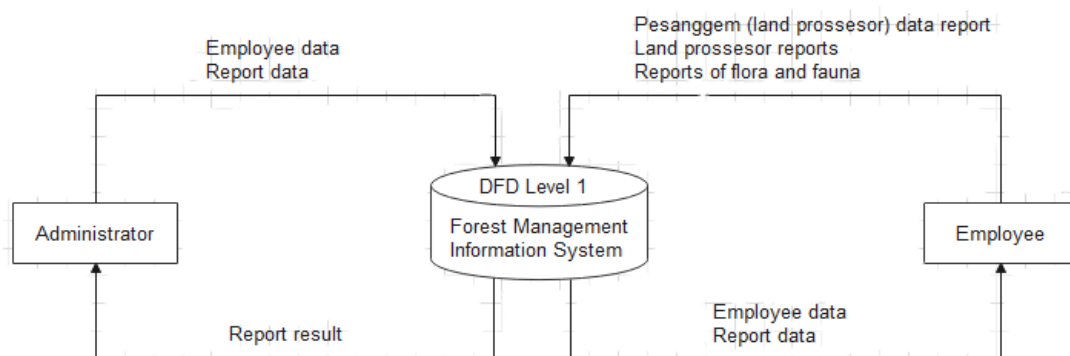 Employee data
Report data
Pesanggem (land prossesor) data report
Land prossesor reports
Reports of flora and fauna
DFD Level 1
Forest Management
Information System
Administrator
Employee
Report result
Employee data
Report data